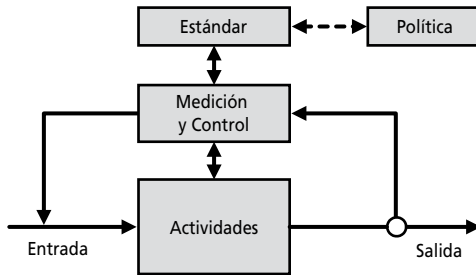 Estándar
Política
Medición
y Control
Actividades
Entrada
Salida